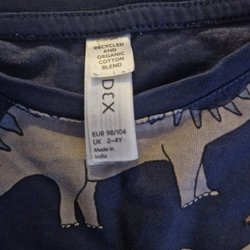 RECYCLED AND
ORGANIC
COTTON
BLEND
EUR 98/104
UK 2-4Y
Made in
India